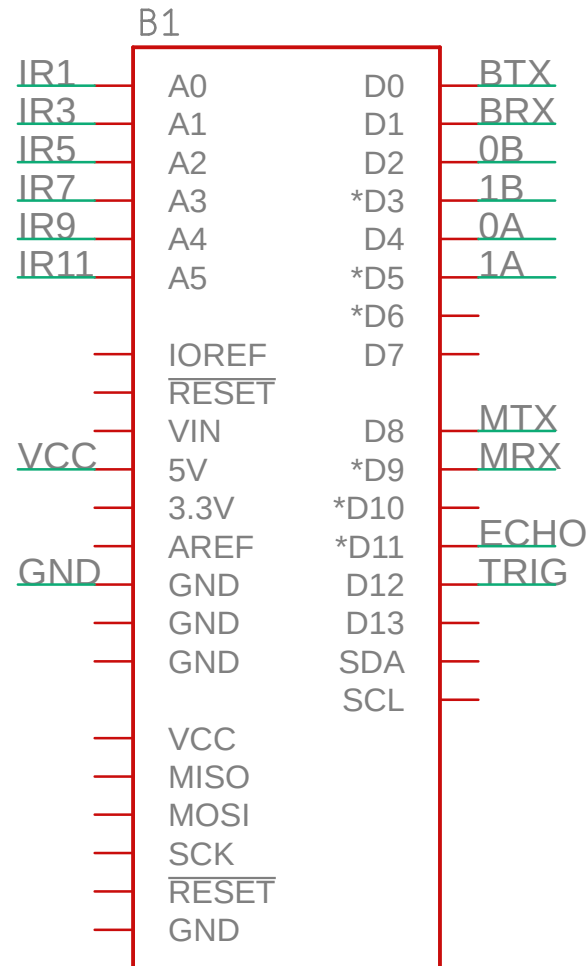 B1
IR1 A0 D0 BTX
IR3 A1 D1 BRX
IR5 A2 D2 0B
IR7 A3 *D3 1B
IR9 A4 D4 0A
IR11 A5 *D5 1A
*D6
IOREF D7
RESET
VIN D8 MTX
VCC 5V *D9 MRX
3.3V *D10
AREF *D11 ECHO
GND GND D12 TRIG
GND D13
GND SDA
SCL
VCC
MISO
MOSI
SCK
RESET
GND